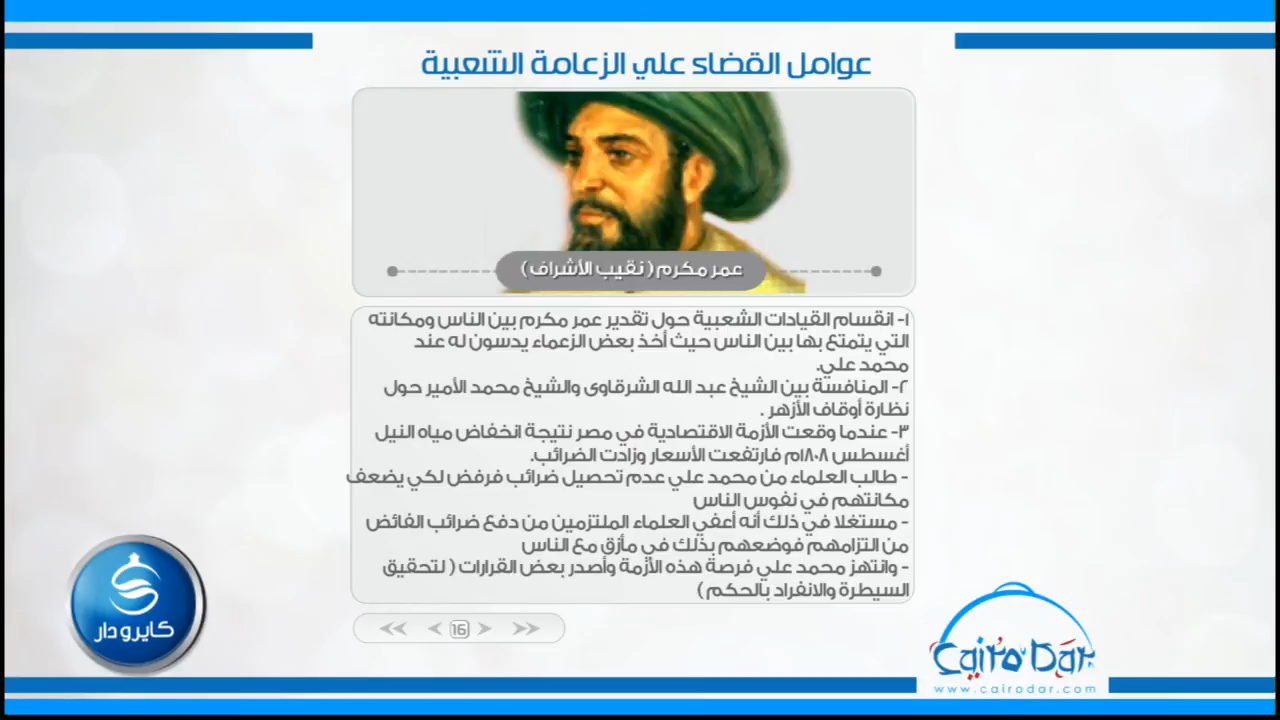 عوامل القضاء علي الزعامة الشعبية
عمر مكرم ( نقيب الأشراف )
١- انقسام القيادات الشعبية حول تقدير عمر مكرم بين الناس ومكانته
التي يتمتع بها بين الناس حيث أخذ بعض الزعماء يدسون له عند
محمد علي.
٢- المنافسة بين الشيخ عبد الله الشرقاوى والشيخ محمد الأمير حول
نظارة أوقاف الأزهر .
٣- عندما وقعت الأزمة الاقتصادية في مصر نتيجة انخفاض مياه النيل
أغسطس ١٨٠٨م فارتفعت الأسعار وزادت الضرائب.
- طالب العلماء من محمد علي عدم تحصيل ضرائب فرفض لكي يضعف
مكانتهم في نفوس الناس
- مستغلا في ذلك أنه أعفي العلماء الملتزمين من دفع ضرائب الفائض
من التزامهم فوضعهم بذلك في مأزق مع الناس
- وانتهز محمد علي فرصة هذه الأزمة وأصدر بعض القرارات ( لتحقيق
السيطرة والانفراد بالحكم )
16
كايرو دار
Cairo Dar
www.cairodar.com